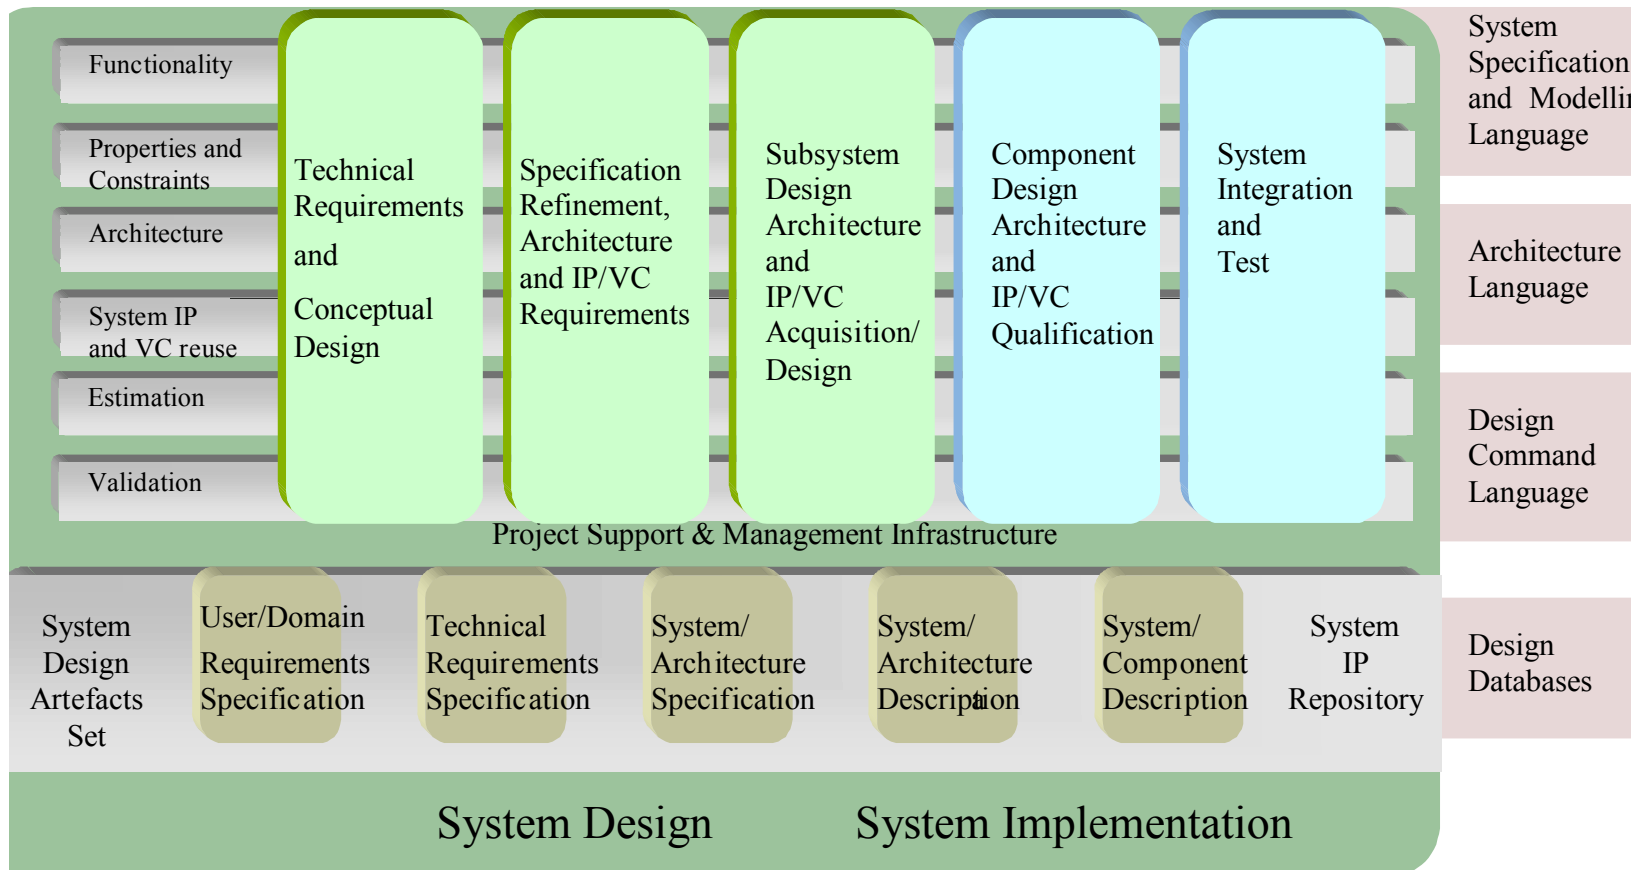 Functionality
Properties and
Constraints
Architecture
System IP
and VC reuse
Estimation
Validation
Technical
Requirements
and
Conceptual
Design
Specification
Refinement,
Architecture
and IP/VC
Requirements
Subsystem
Design
Architecture
and
IP/VC
Acquisition/
Design
Component
Design
Architecture
and
IP/VC
Qualification
System
Integration
and
Test
System
Specification
and Modellin
Language
Architecture
Language
Design
Command
Language
Design
Databases
Project Support & Management Infrastructure
System
Design
Artefacts
Set
User/Domain
Requirements
Specification
Technical
Requirements
Specification
System/
Architecture
Specification
System/
Architecture
Description
System/
Component
Description
System
IP
Repository
System Design
System Implementation